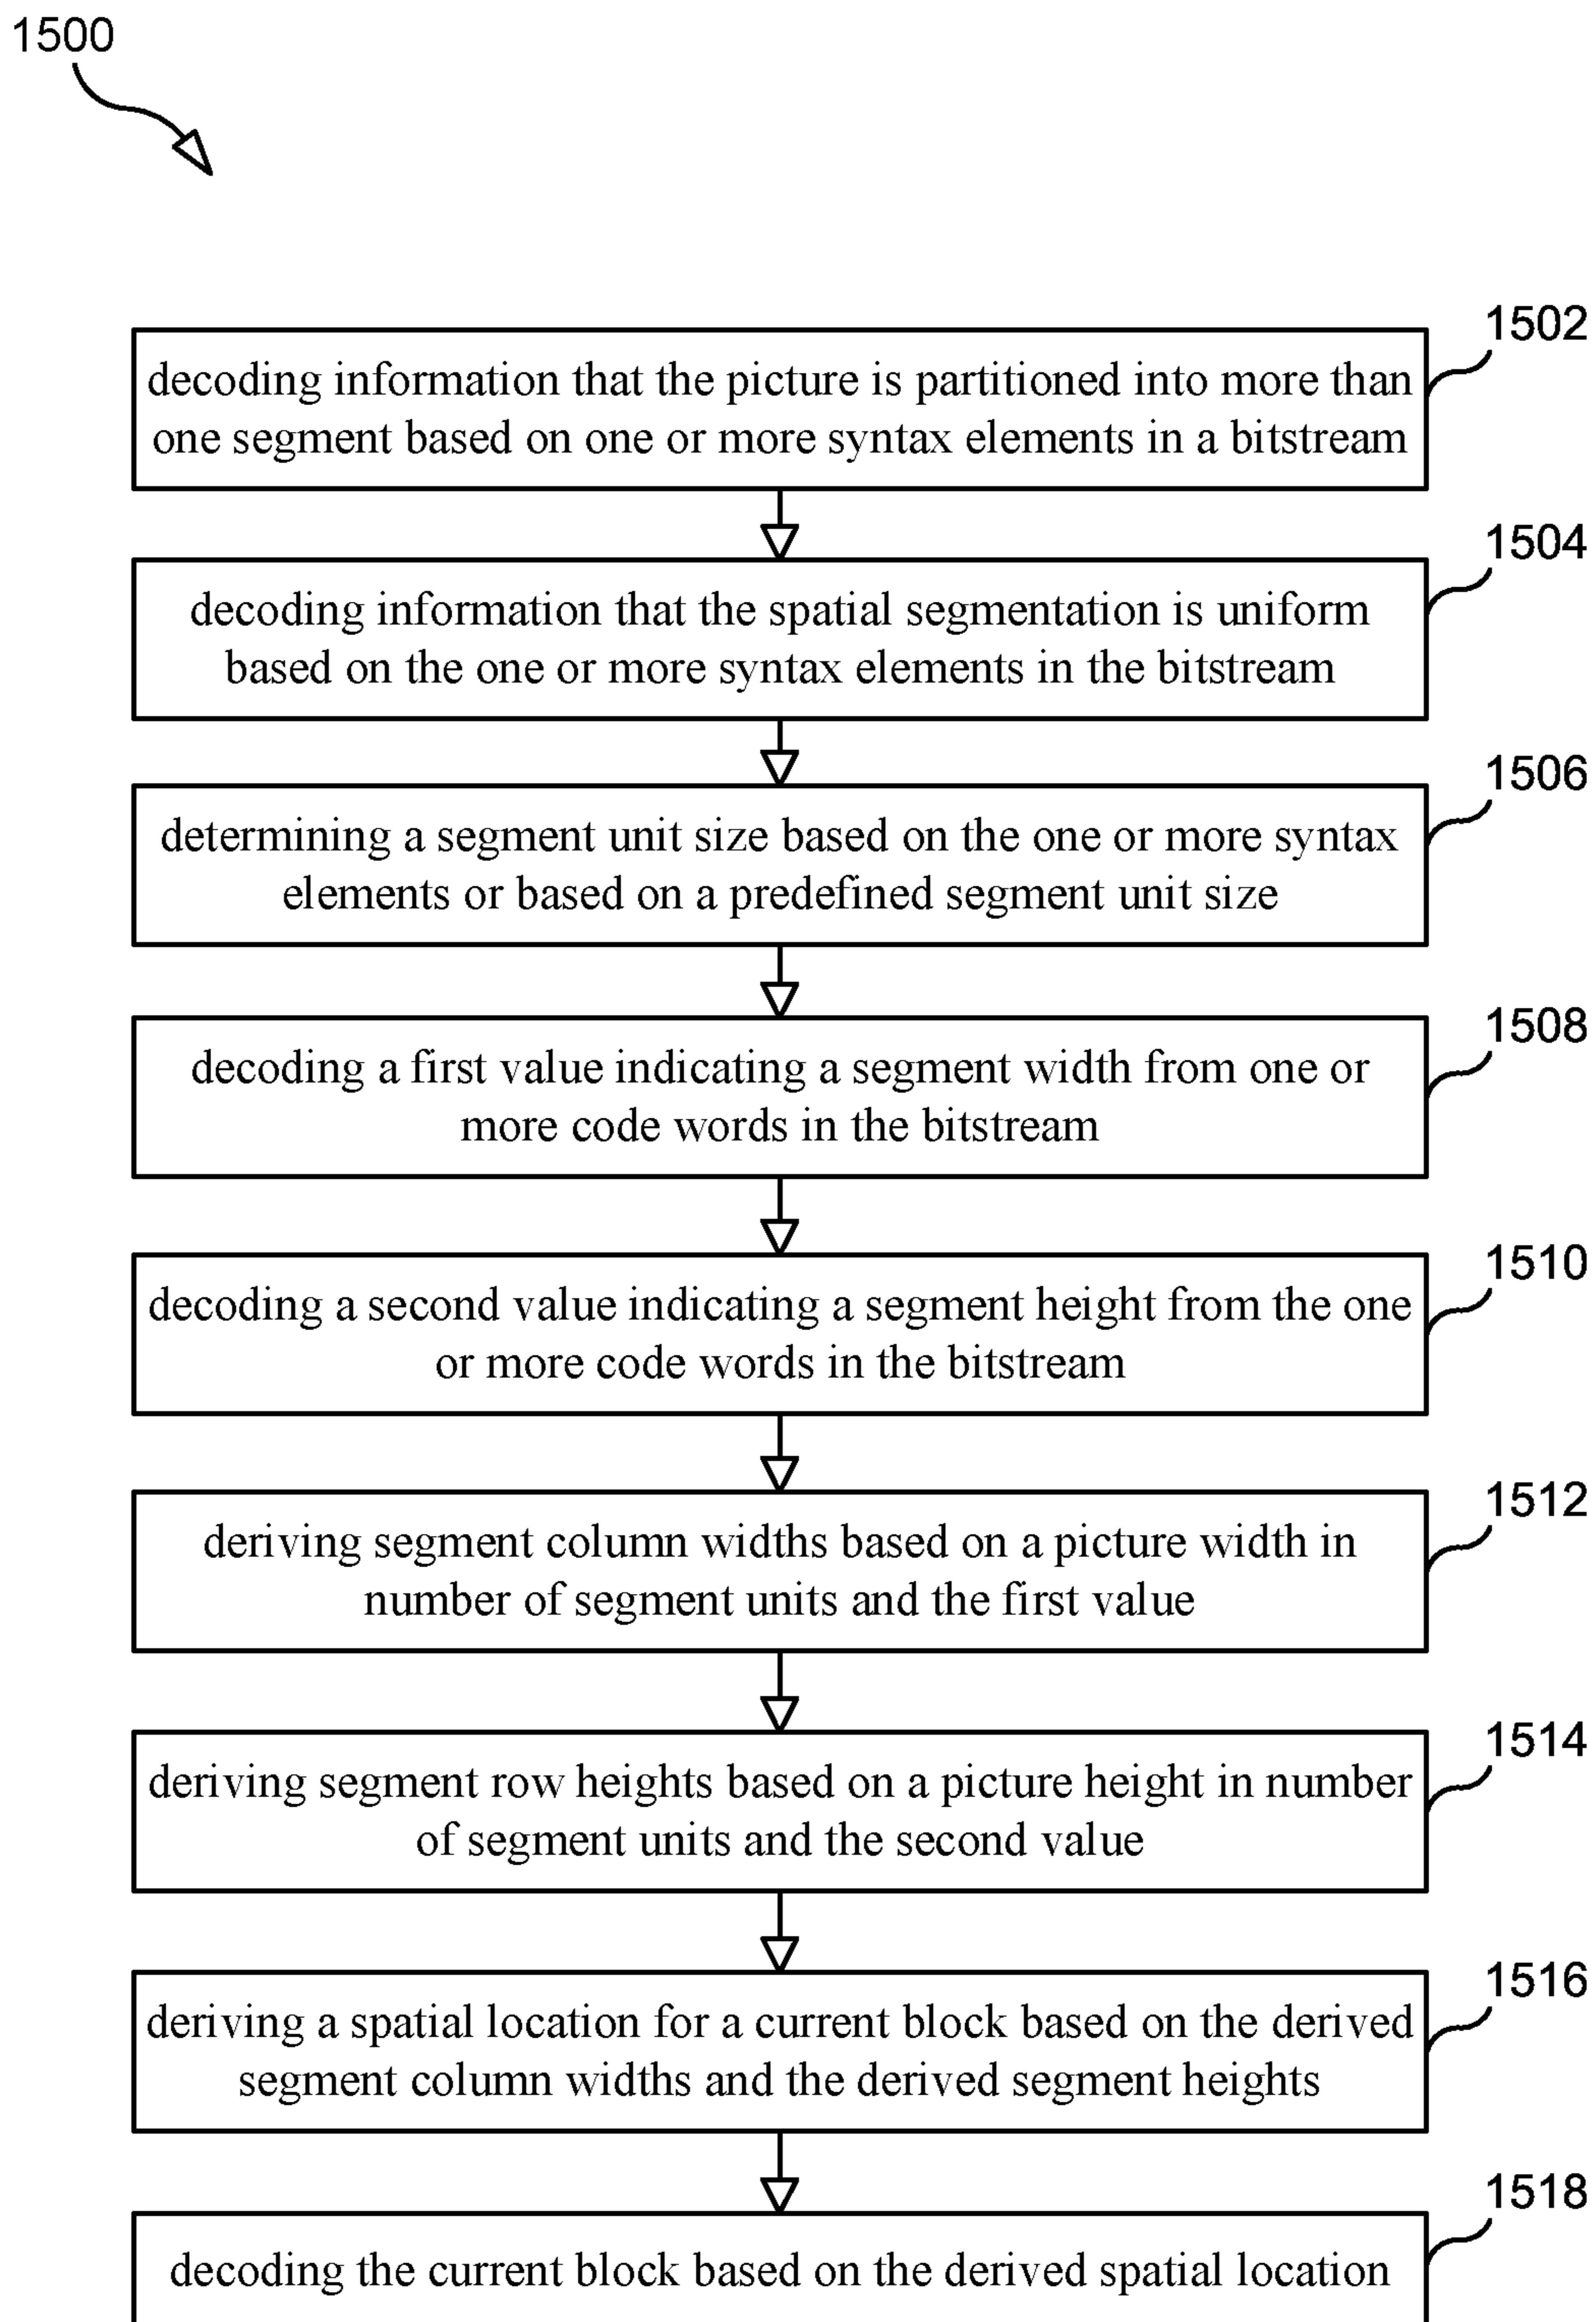 1500
1502
decoding information that the picture is partitioned into more than
one segment based on one or more syntax elements in a bitstream
1504
decoding information that the spatial segmentation is uniform
based on the one or more syntax elements in the bitstream
1506
determining a segment unit size based on the one or more syntax
elements or based on a predefined segment unit size
1508
decoding a first value indicating a segment width from one or
more code words in the bitstream
1510
decoding a second value indicating a segment height from the one
or more code words in the bitstream
1512
deriving segment column widths based on a picture width in
number of segment units and the first value
1514
deriving segment row heights based on a picture height in number
of segment units and the second value
1516
deriving a spatial location for a current block based on the derived
segment column widths and the derived segment heights
1518
decoding the current block based on the derived spatial location